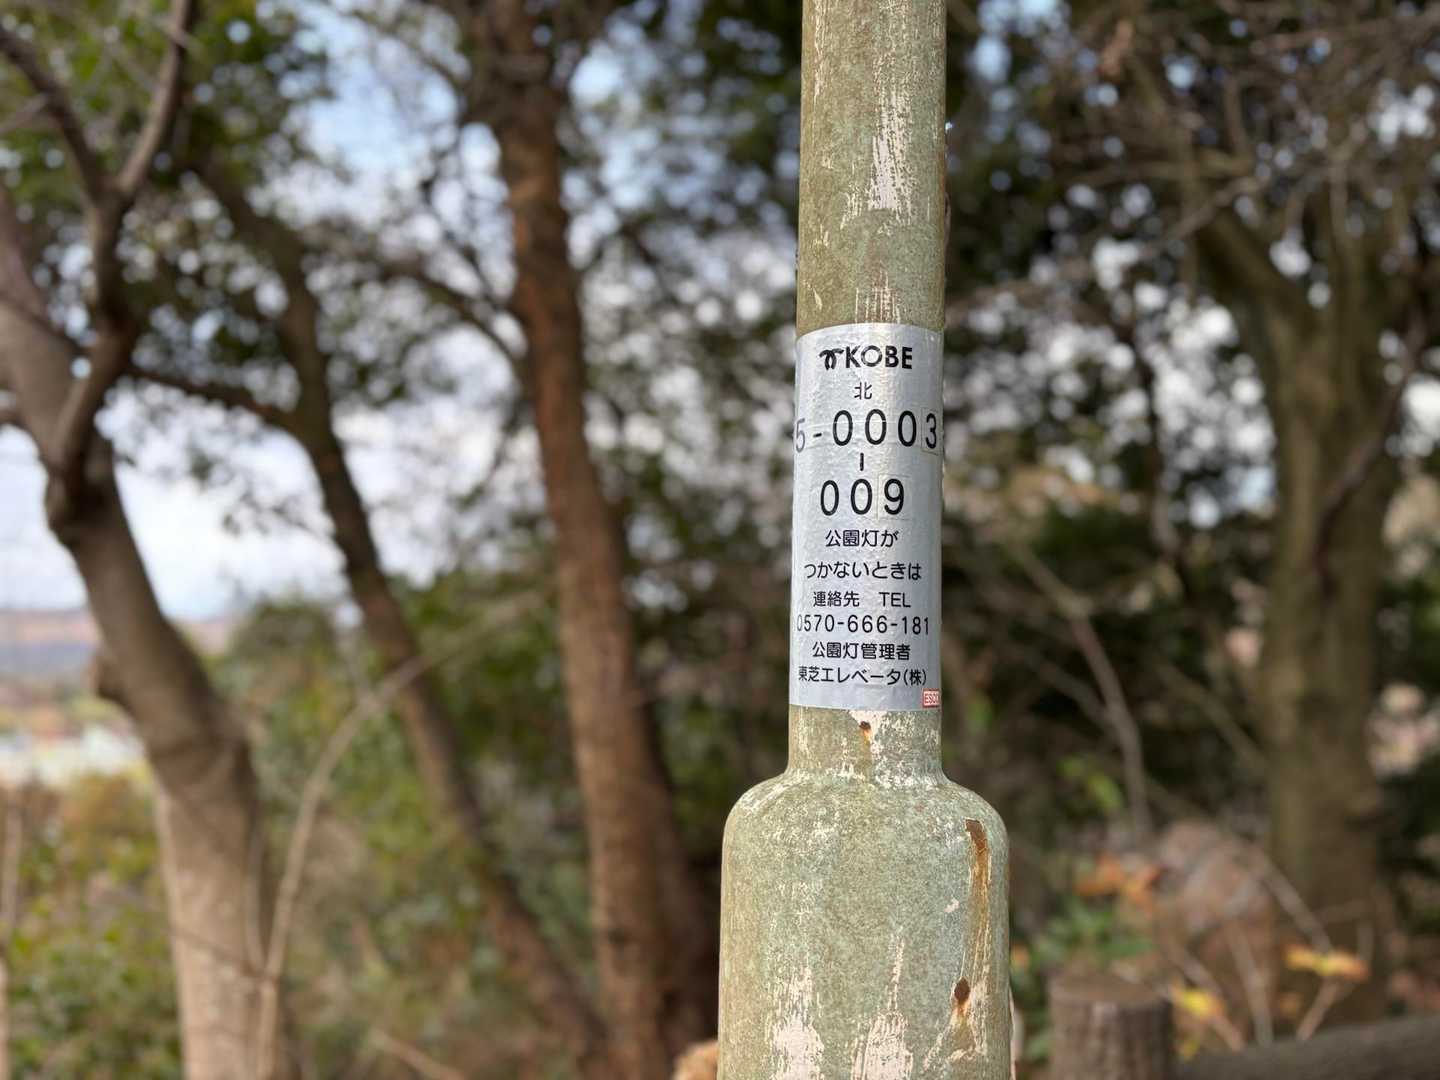 KOBE
北
5-0003
-
009
公園灯が
つかないときは
連絡先 TEL
0570-666-181
公園灯管理者
東芝エレベータ(株)
ESCO